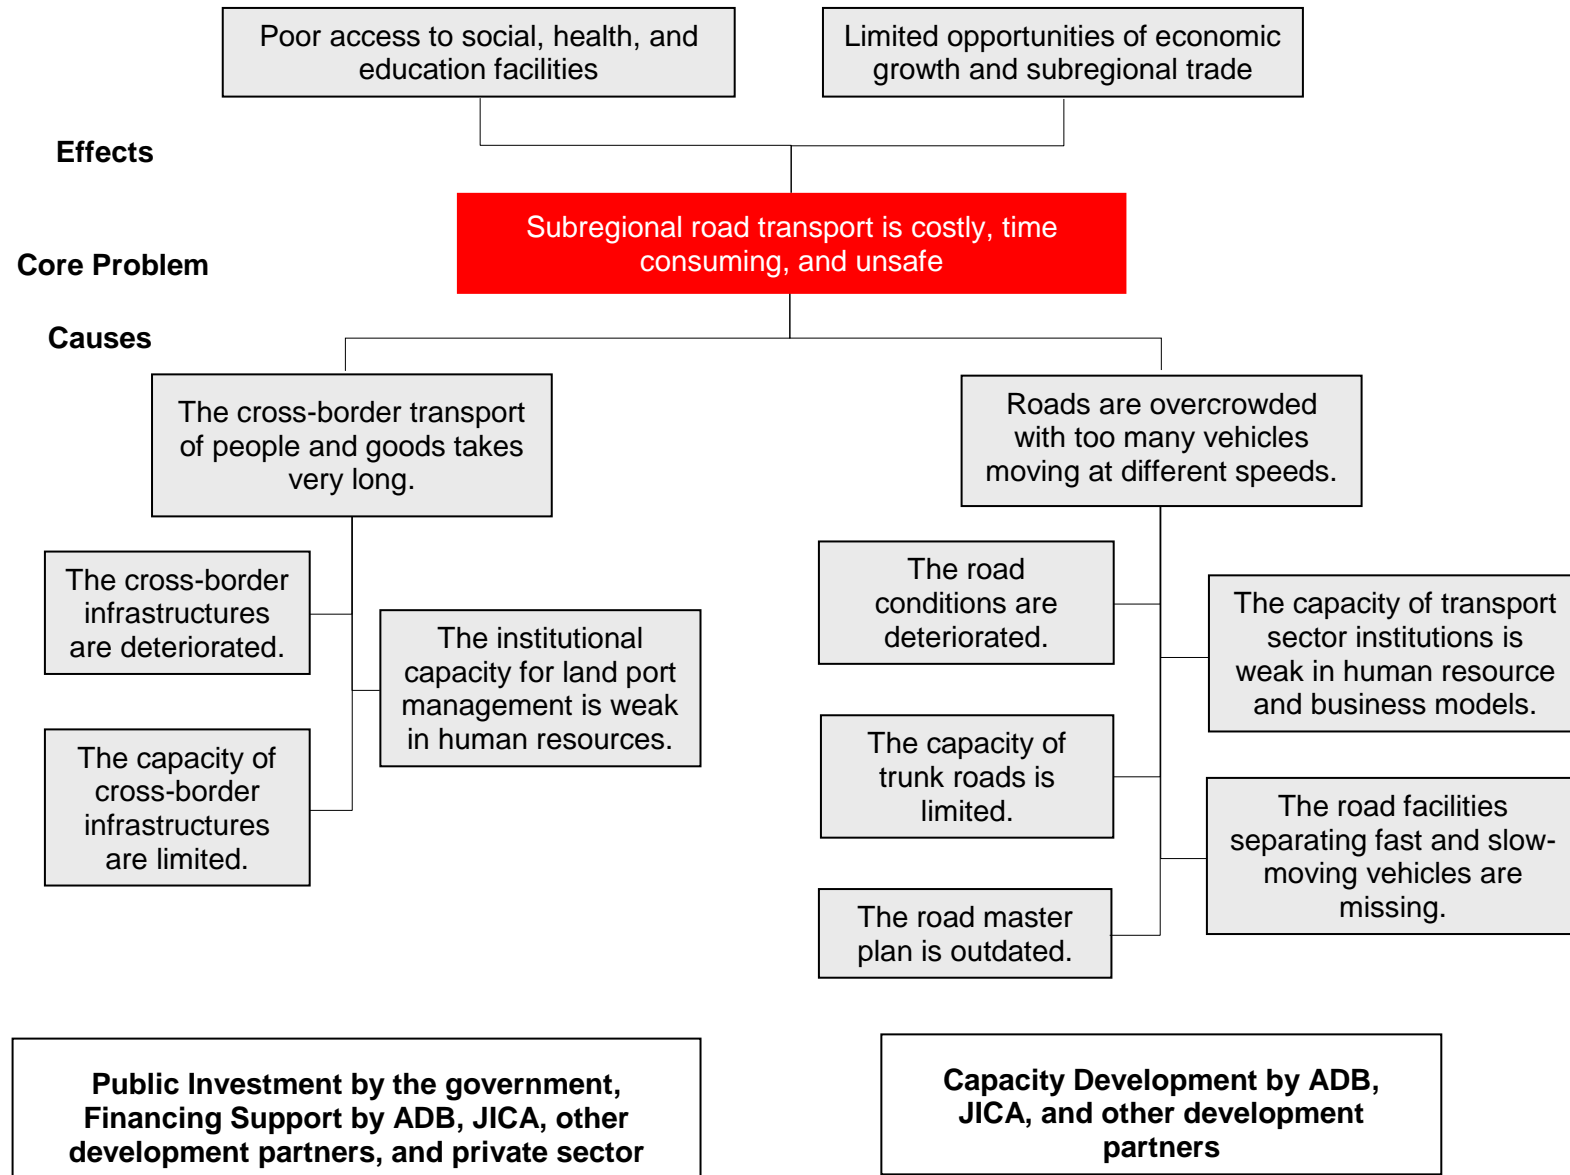 Poor access to social, health, and
education facilities
Limited opportunities of economic
growth and subregional trade
Effects
Subregional road transport is costly, time
consuming, and unsafe
Core Problem
Causes
The cross-border transport
of people and goods takes
very long.
Roads are overcrowded
with too many vehicles
moving at different speeds.
The cross-border
infrastructures
are deteriorated.
The institutional
capacity for land port
management is weak
in human resources.
The capacity of
cross-border
infrastructures
are limited.
The road
conditions are
deteriorated.
The capacity of transport
sector institutions is
weak in human resource
and business models.
The capacity of
trunk roads is
limited.
The road facilities
separating fast and slow-
moving vehicles are
missing.
The road master
plan is outdated.
Public Investment by the government,
Financing Support by ADB, JICA, other
development partners, and private sector
Capacity Development by ADB,
JICA, and other development
partners